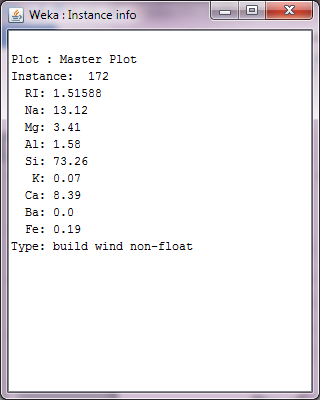 Weka : Instance info
Plot : Master Plot
Instance: 172
RI: 1.51588
Na: 13.12
Mg: 3.41
Al: 1.58
Si: 73.26
K: 0.07
Ca: 8.39
Ba: 0.0
Fe: 0.19
Type: build wind non-float